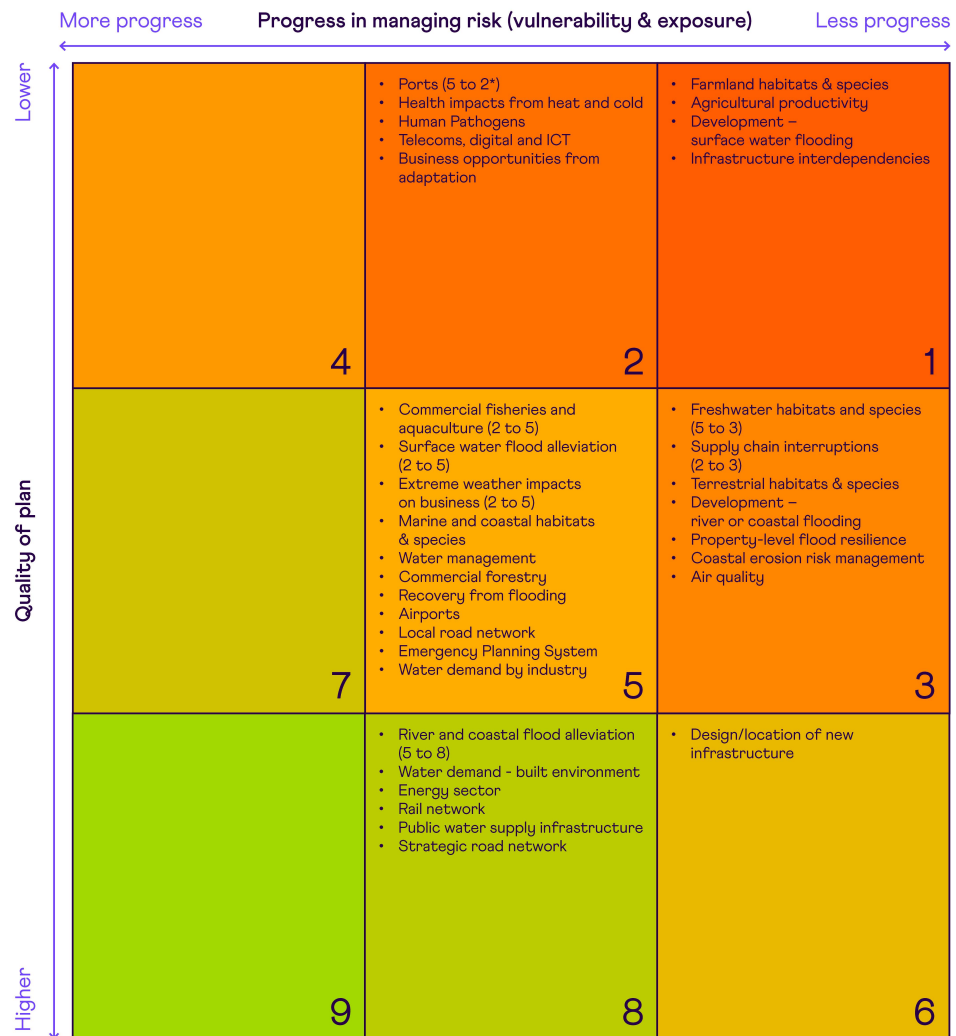 More progress
Progress in managing risk (vulnerability & exposure)
Less progress
Lower
Quality of plan
Higher
4
• Ports (5 to 2*)
• Health impacts from heat and cold
• Human Pathogens
• Telecoms, digital and ICT
• Business opportunities from
adaptation
2
• Farmland habitats & species
• Agricultural productivity
• Development –
surface water flooding
• Infrastructure interdependencies
1
7
• Commercial fisheries and
aquaculture (2 to 5)
• Surface water flood alleviation
(2 to 5)
• Extreme weather impacts
on business (2 to 5)
• Marine and coastal habitats
& species
• Water management
• Commercial forestry
• Recovery from flooding
• Airports
• Local road network
• Emergency Planning System
• Water demand by industry
5
• Freshwater habitats and species
(5 to 3)
• Supply chain interruptions
(2 to 3)
• Terrestrial habitats & species
• Development –
river or coastal flooding
• Property-level flood resilience
• Coastal erosion risk management
• Air quality
3
9
• River and coastal flood alleviation
(5 to 8)
• Water demand - built environment
• Energy sector
• Rail network
• Public water supply infrastructure
• Strategic road network
8
• Design/location of new
infrastructure
6